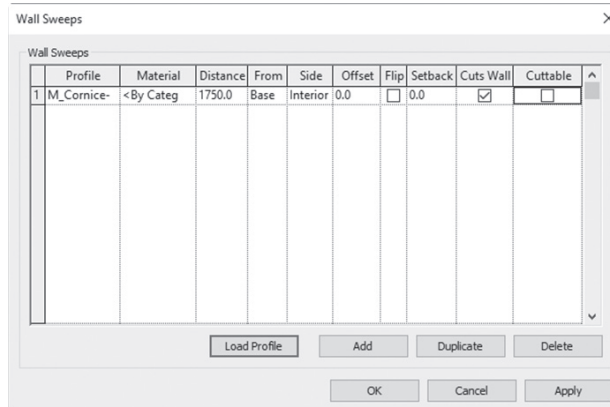 Wall Sweeps
Wall Sweeps
Profile Material Distance From Side Offset Flip Setback Cuts Wall Cuttable
1 M_Cornice- <By Categ 1750.0 Base Interior 0.0 0.0
Load Profile Add Duplicate Delete
OK Cancel Apply